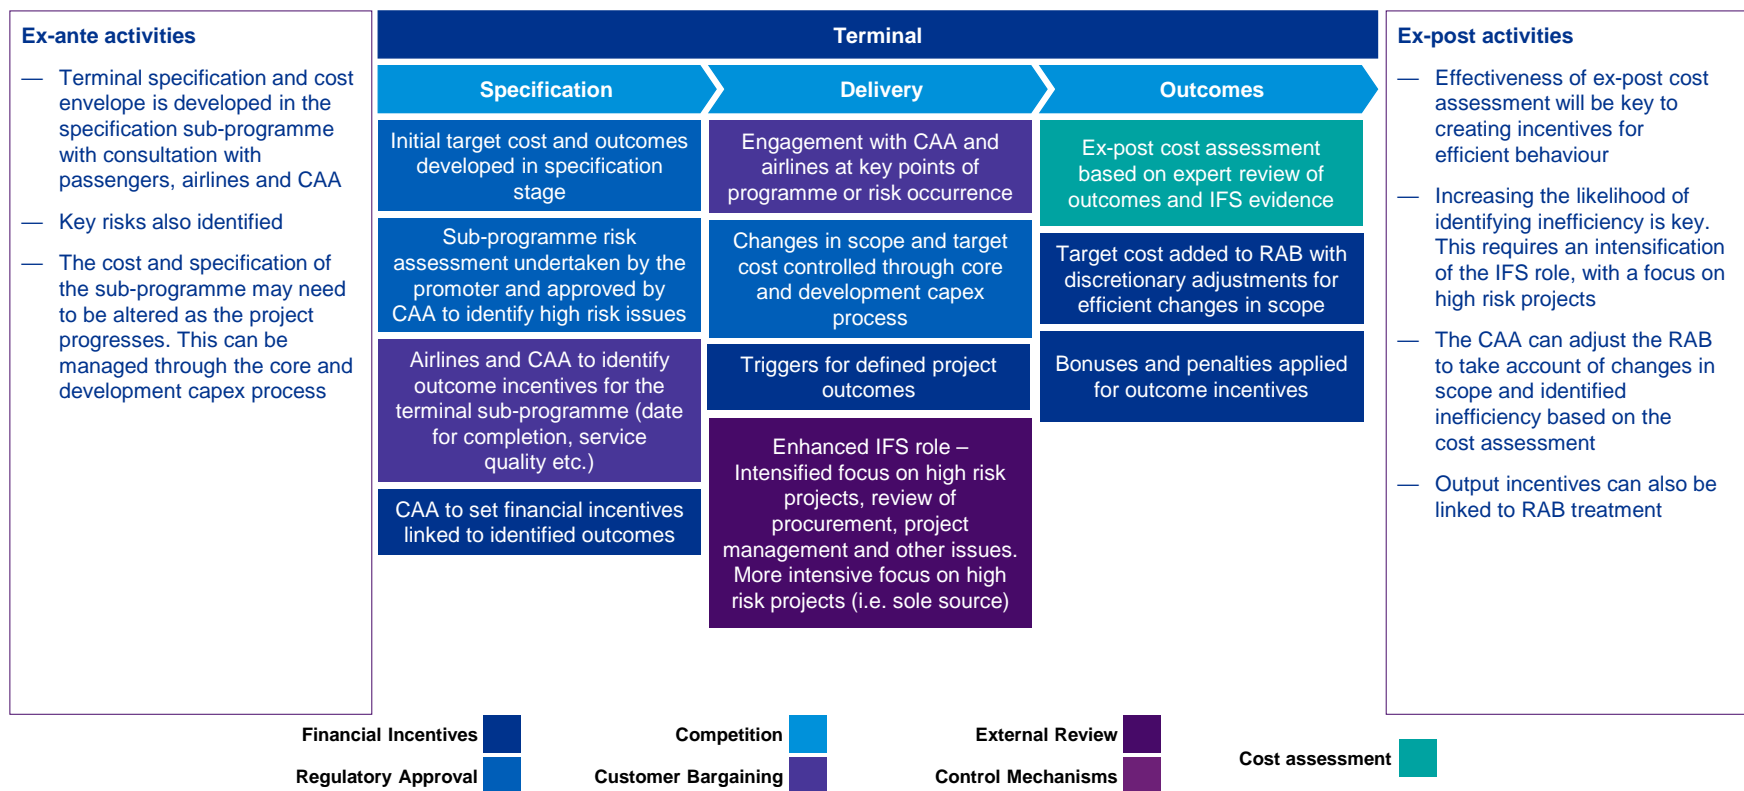 Ex-ante activities
— Terminal specification and cost
envelope is developed in the
specification sub-programme
with consultation with
passengers, airlines and CAA
— Key risks also identified
— The cost and specification of
the sub-programme may need
to be altered as the project
progresses. This can be
managed through the core and
development capex process
Terminal
Specification
Delivery
Outcomes
Initial target cost and outcomes
developed in specification
stage
Sub-programme risk
assessment undertaken by the
promoter and approved by
CAA to identify high risk issues
Airlines and CAA to identify
outcome incentives for the
terminal sub-programme (date
for completion, service
quality etc.)
CAA to set financial incentives
linked to identified outcomes
Engagement with CAA and
airlines at key points of
programme or risk occurrence
Changes in scope and target
cost controlled through core
and development capex
process
Triggers for defined project
outcomes
Enhanced IFS role –
Intensified focus on high risk
projects, review of
procurement, project
management and other issues.
More intensive focus on high
risk projects (i.e. sole source)
Ex-post cost assessment
based on expert review of
outcomes and IFS evidence
Target cost added to RAB with
discretionary adjustments for
efficient changes in scope
Bonuses and penalties applied
for outcome incentives
Ex-post activities
— Effectiveness of ex-post cost
assessment will be key to
creating incentives for
efficient behaviour
— Increasing the likelihood of
identifying inefficiency is key.
This requires an intensification
of the IFS role, with a focus on
high risk projects
— The CAA can adjust the RAB
to take account of changes in
scope and identified
inefficiency based on the
cost assessment
— Output incentives can also be
linked to RAB treatment
Financial Incentives
Competition
External Review
Cost assessment
Regulatory Approval
Customer Bargaining
Control Mechanisms